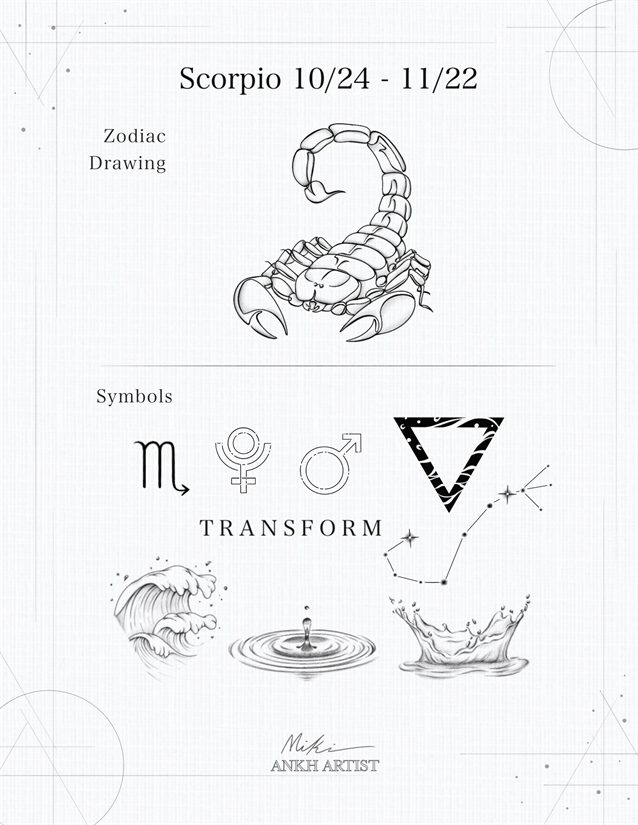 Scorpio 10/24 - 11/22
Zodiac
Drawing
Symbols
TRANSFORM
Miki
ANKH ARTIST